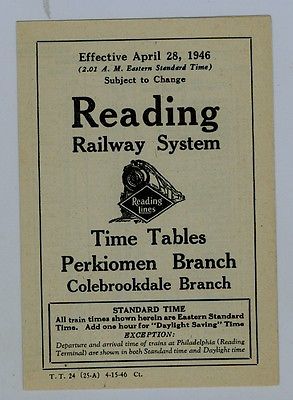 Effective April 28, 1946
(2.01 A. M. Eastern Standard Time)
Subject to Change
Reading
Railway System
Reading
Lines
Time Tables
Perkiomen Branch
Colebrookdale Branch
STANDARD TIME
All train times shown herein are Eastern Standard
Time. Add one hour for "Daylight Saving" Time
EXCEPTION:
Departure and arrival time of trains at Philadelphia (Reading
Terminal) are shown in both Standard time and Daylight time
T. T. 24 (25-A) 4-15-46 Ct.